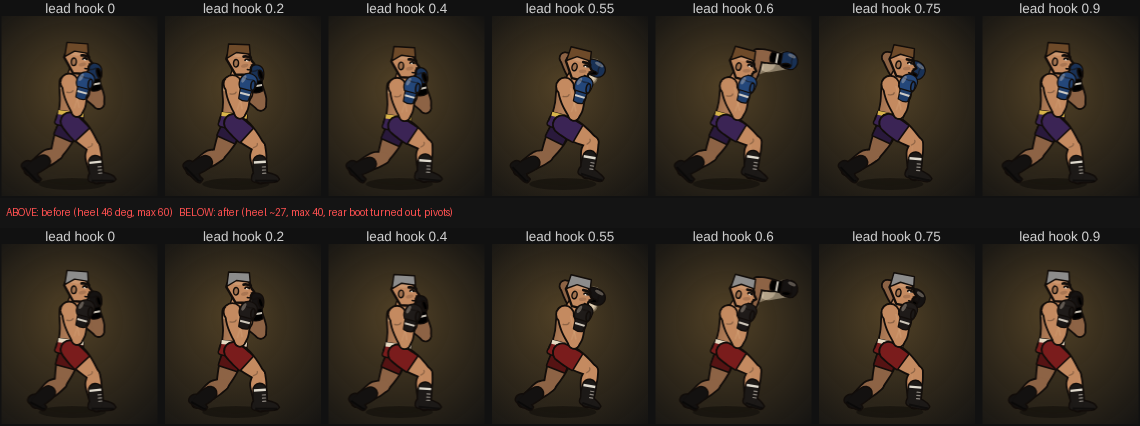 lead hook 0 lead hook 0.2 lead hook 0.4 lead hook 0.55 lead hook 0.6 lead hook 0.75 lead hook 0.9
ABOVE: before (heel 46 deg, max 60) BELOW: after (heel ~27, max 40, rear boot turned out, pivots)
lead hook 0 lead hook 0.2 lead hook 0.4 lead hook 0.55 lead hook 0.6 lead hook 0.75 lead hook 0.9